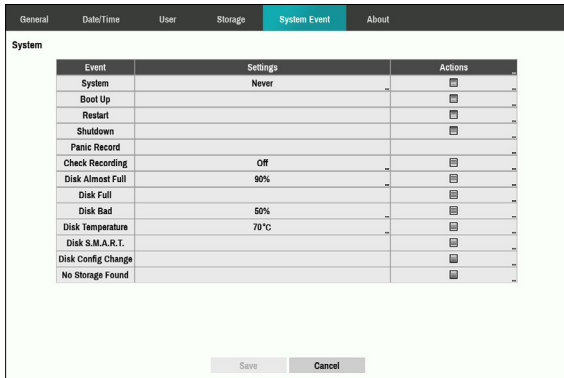 General Date/Time User Storage System Event About
System
Event Settings Actions ...
System Never ... ...
Boot Up ...
Restart ...
Shutdown ...
Panic Record ...
Check Recording Off ... ...
Disk Almost Full 90% ... ...
Disk Full ...
Disk Bad 50% ... ...
Disk Temperature 70°C ... ...
Disk S.M.A.R.T. ...
Disk Config Change ...
No Storage Found ...
Save Cancel